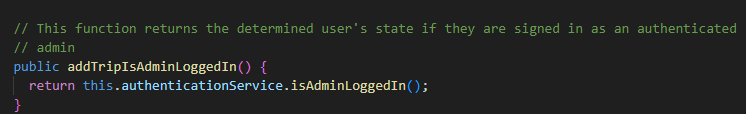 // This function returns the determined user's state if they are signed in as an authenticated
// admin
public addTripIsAdminLoggedIn() {
  return this.authenticationService.isAdminLoggedIn();
}